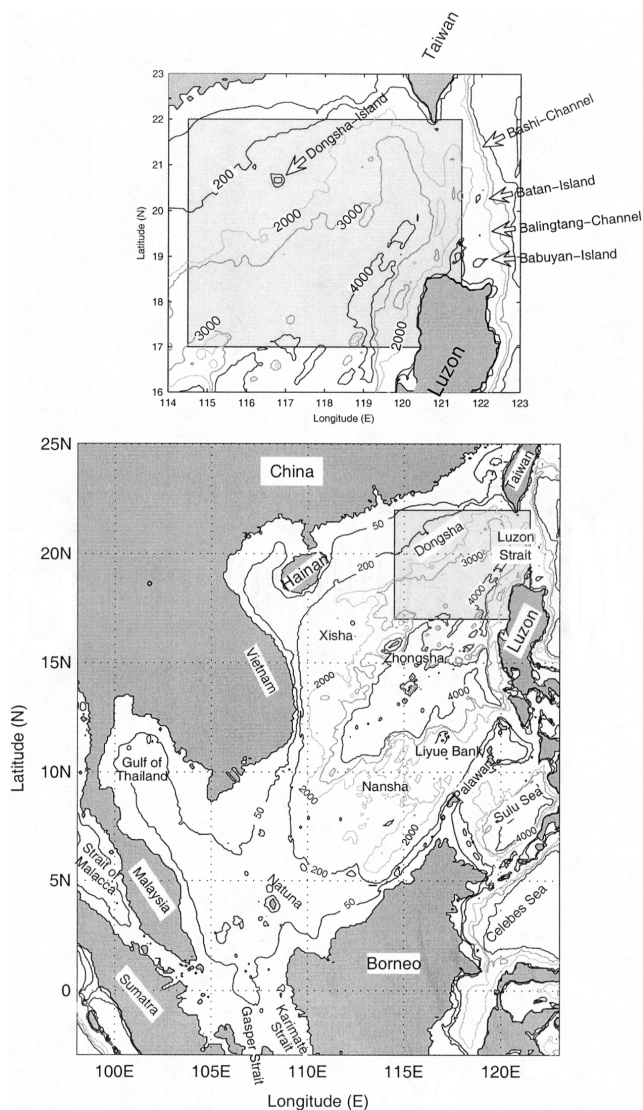 Taiwan
23
22
21
20
19
18
17
16
Latitude (N)
Dongsha-Island
Bashi-Channel
Batan-Island
Balingtang-Channel
Babuyan-Island
200
2000
3000
3000
4000
2000
Luzon
114 115 116 117 118 119 120 121 122 123
Longitude (E)
25N
20N
15N
10N
5N
0
Latitude (N)
China
Taiwan
50
Dongsha
Luzon
Strait
200
3000
Hainan
4000
Luzon
Xisha
Vietnam
Zhongsha
2000
4000
Gulf of
Thailand
Liyue Bank
Palawan
Nansha
Sulu Sea
50
2000
2000
4000
Strait of
Malacca
Malaysia
200
Natuna
50
Celebes Sea
Borneo
Sumatra
Gasper Strait
Karimate
Strait
100E 105E 110E 115E 120E
Longitude (E)